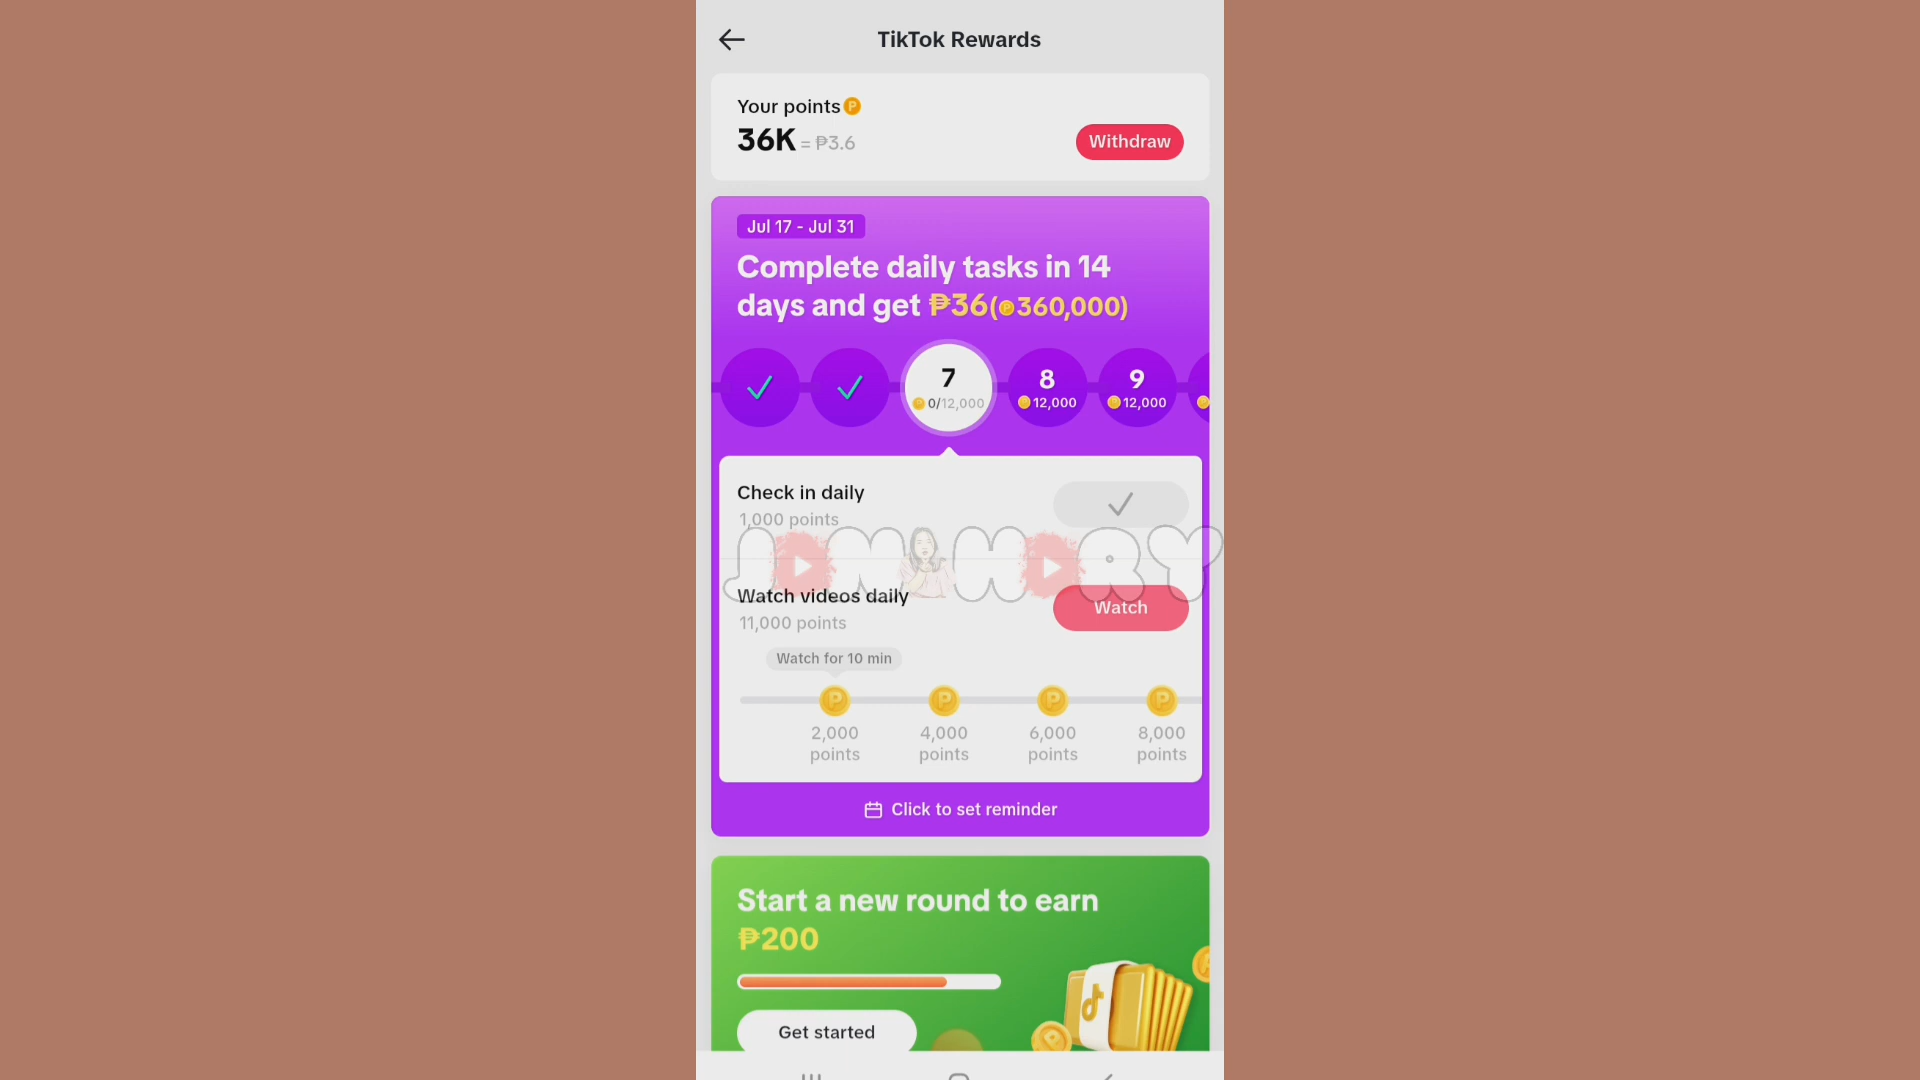 TikTok Rewards
Your points
36K = ₱3.6
Withdraw
Jul 17 - Jul 31
Complete daily tasks in 14
days and get ₱36(360,000)
7
0/12,000
8
12,000
9
12,000
Check in daily
1,000 points
JAMHARY
Watch videos daily
11,000 points
Watch
Watch for 10 min
2,000 points
4,000 points
6,000 points
8,000 points
Click to set reminder
Start a new round to earn
₱200
Get started